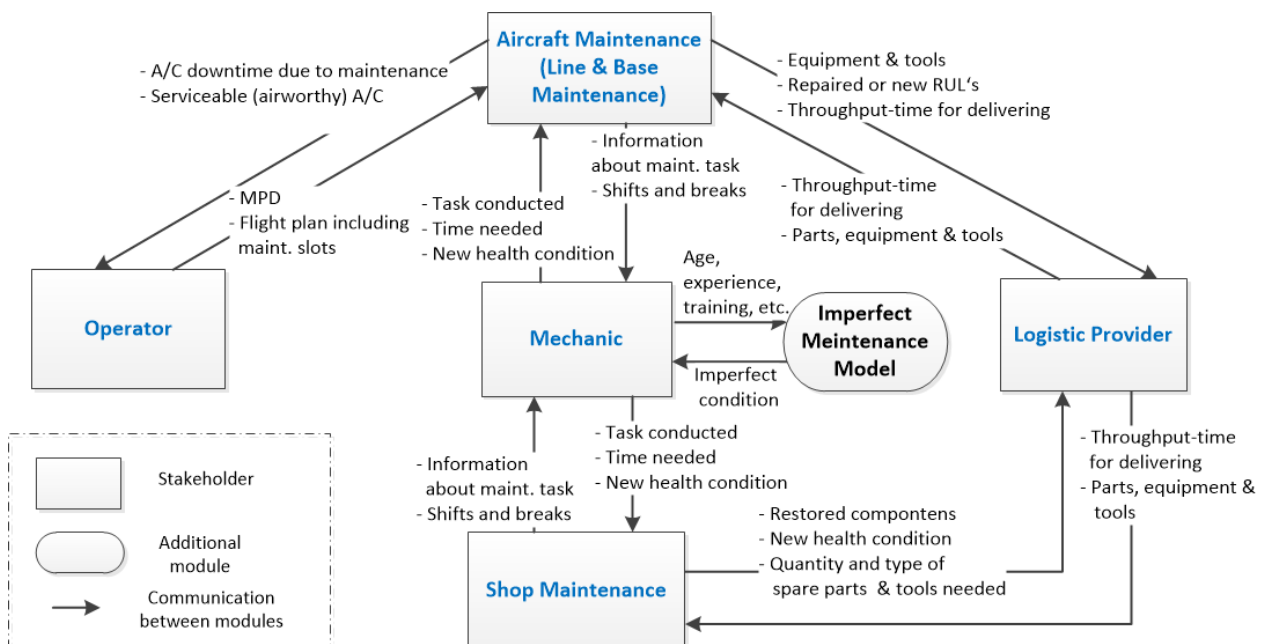 Aircraft Maintenance
(Line & Base
Maintenance)
- A/C downtime due to maintenance
- Serviceable (airworthy) A/C
- Equipment & tools
- Repaired or new RUL‘s
- Throughput-time for delivering
- MPD
- Flight plan including
maint. slots
- Task conducted
- Time needed
- New health condition
- Information
about maint. task
- Shifts and breaks
- Throughput-time
for delivering
- Parts, equipment & tools
Operator
Mechanic
Age,
experience,
training, etc.
Imperfect
condition
Imperfect
Meintenance
Model
Logistic Provider
- Information
about maint. task
- Shifts and breaks
- Task conducted
- Time needed
- New health condition
- Throughput-time
for delivering
- Parts, equipment &
tools
- Restored compontens
- New health condition
- Quantity and type of
spare parts & tools needed
Shop Maintenance
Stakeholder
Additional
module
Communication
between modules